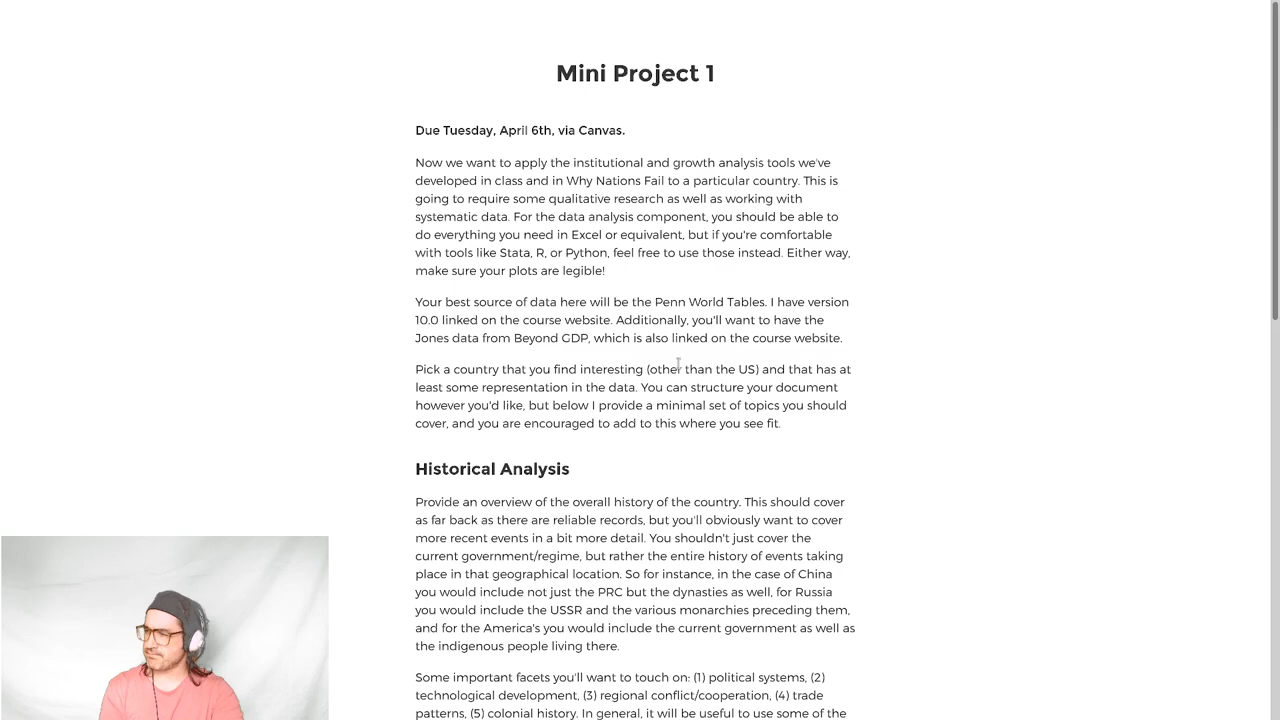 Mini Project 1
Due Tuesday, April 6th, via Canvas.
Now we want to apply the institutional and growth analysis tools we've
developed in class and in Why Nations Fail to a particular country. This is
going to require some qualitative research as well as working with
systematic data. For the data analysis component, you should be able to
do everything you need in Excel or equivalent, but if you're comfortable
with tools like Stata, R, or Python, feel free to use those instead. Either way,
make sure your plots are legible!
Your best source of data here will be the Penn World Tables. I have version
10.0 linked on the course website. Additionally, you'll want to have the
Jones data from Beyond GDP, which is also linked on the course website.
Pick a country that you find interesting (other than the US) and that has at
least some representation in the data. You can structure your document
however you'd like, but below I provide a minimal set of topics you should
cover, and you are encouraged to add to this where you see fit.
Historical Analysis
Provide an overview of the overall history of the country. This should cover
as far back as there are reliable records, but you'll obviously want to cover
more recent events in a bit more detail. You shouldn't just cover the
current government/regime, but rather the entire history of events taking
place in that geographical location. So for instance, in the case of China
you would include not just the PRC but the dynasties as well, for Russia
you would include the USSR and the various monarchies preceding them,
and for the America's you would include the current government as well as
the indigenous people living there.
Some important facets you'll want to touch on: (1) political systems, (2)
technological development, (3) regional conflict/cooperation, (4) trade
patterns, (5) colonial history. In general, it will be useful to use some of the